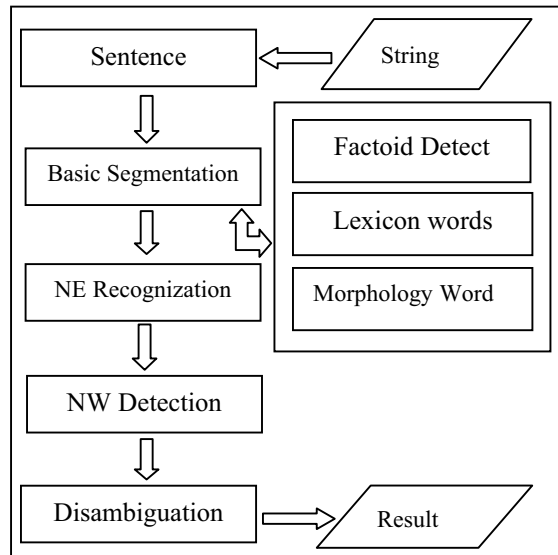 Sentence
String
Basic Segmentation
Factoid Detect
Lexicon words
Morphology Word
NE Recognization
NW Detection
Disambiguation
Result